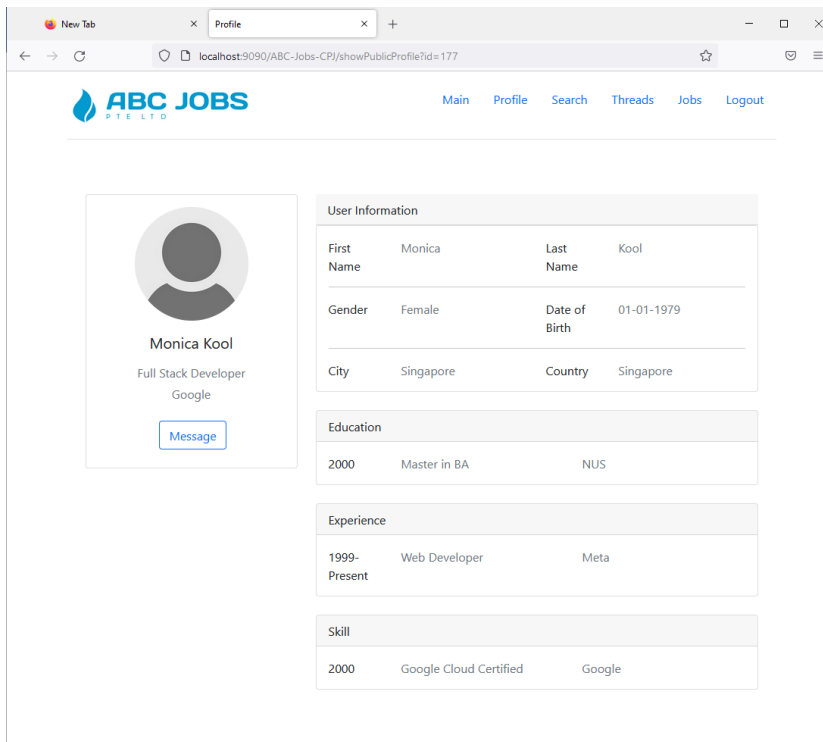 New Tab
Profile
localhost:9090/ABC-Jobs-CPJ/showPublicProfile?id=177
ABC JOBS
PTE LTD
Main Profile Search Threads Jobs Logout
Monica Kool
Full Stack Developer
Google
Message
User Information
First Name Monica Last Name Kool
Gender Female Date of Birth 01-01-1979
City Singapore Country Singapore
Education
2000 Master in BA NUS
Experience
1999-Present Web Developer Meta
Skill
2000 Google Cloud Certified Google